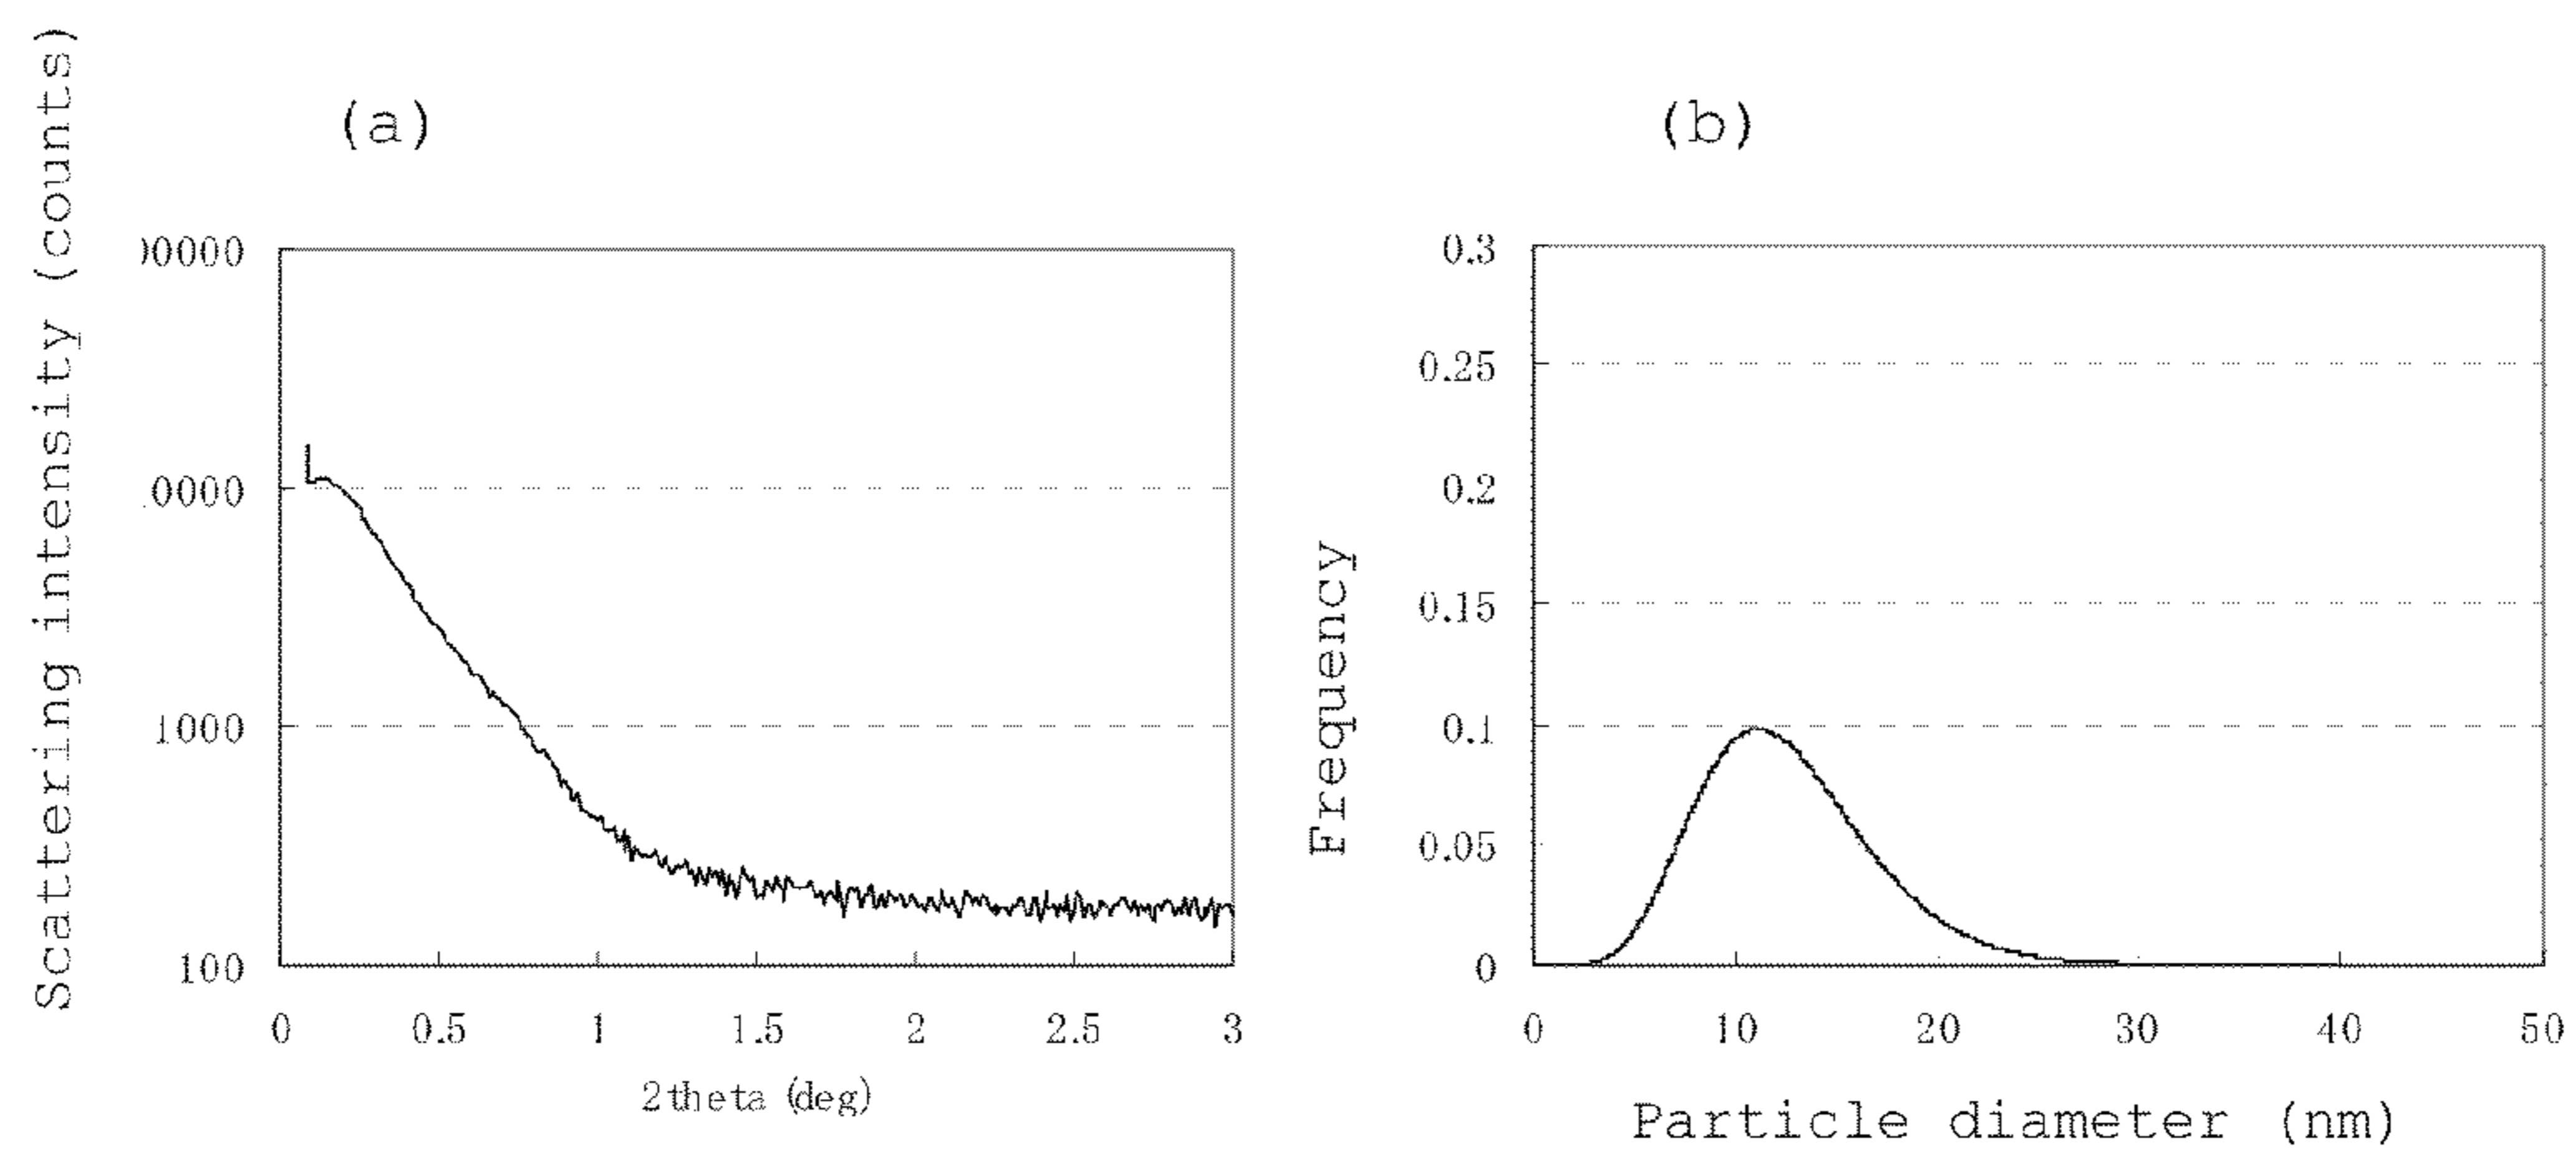 (a)
Scattering intensity (counts)
00000
0000
1000
100
0 0.5 1 1.5 2 2.5 3
2theta (deg)
(b)
Frequency
0.3
0.25
0.2
0.15
0.1
0.05
0
0 10 20 30 40 50
Particle diameter (nm)